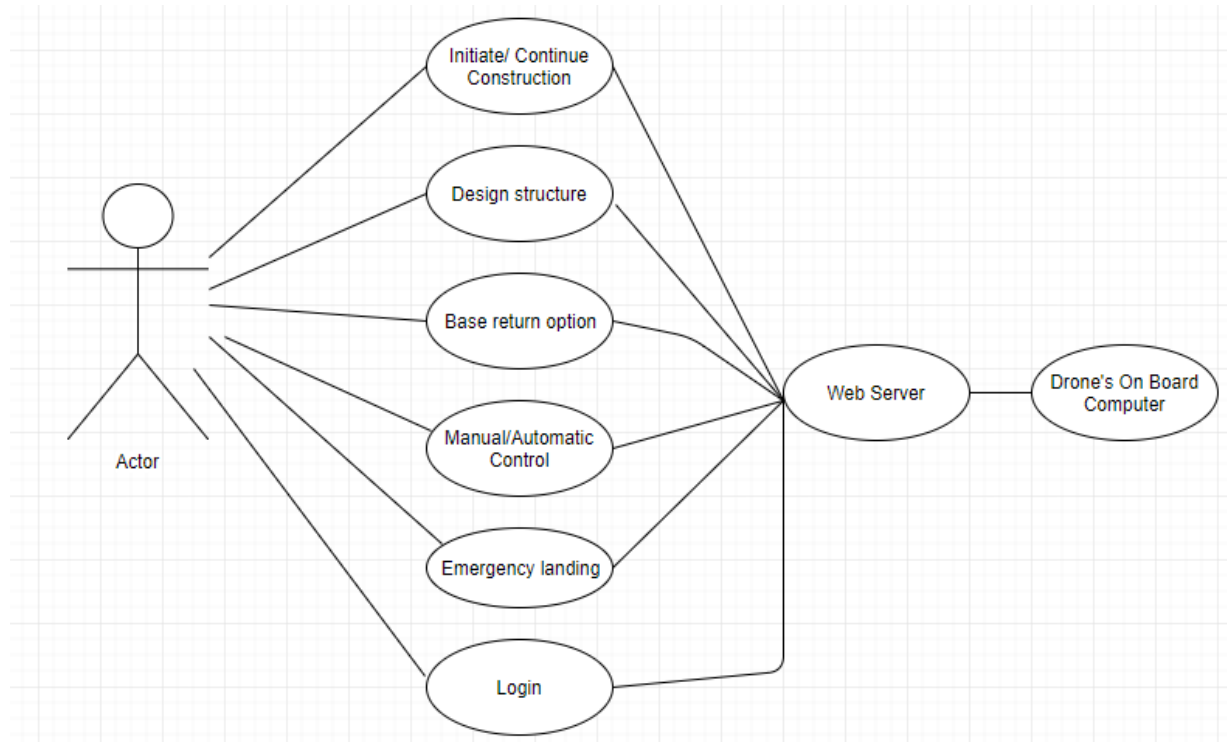 Initiate/ Continue
Construction
Design structure
Base return option
Manual/Automatic
Control
Emergency landing
Login
Actor
Web Server
Drone's On Board
Computer